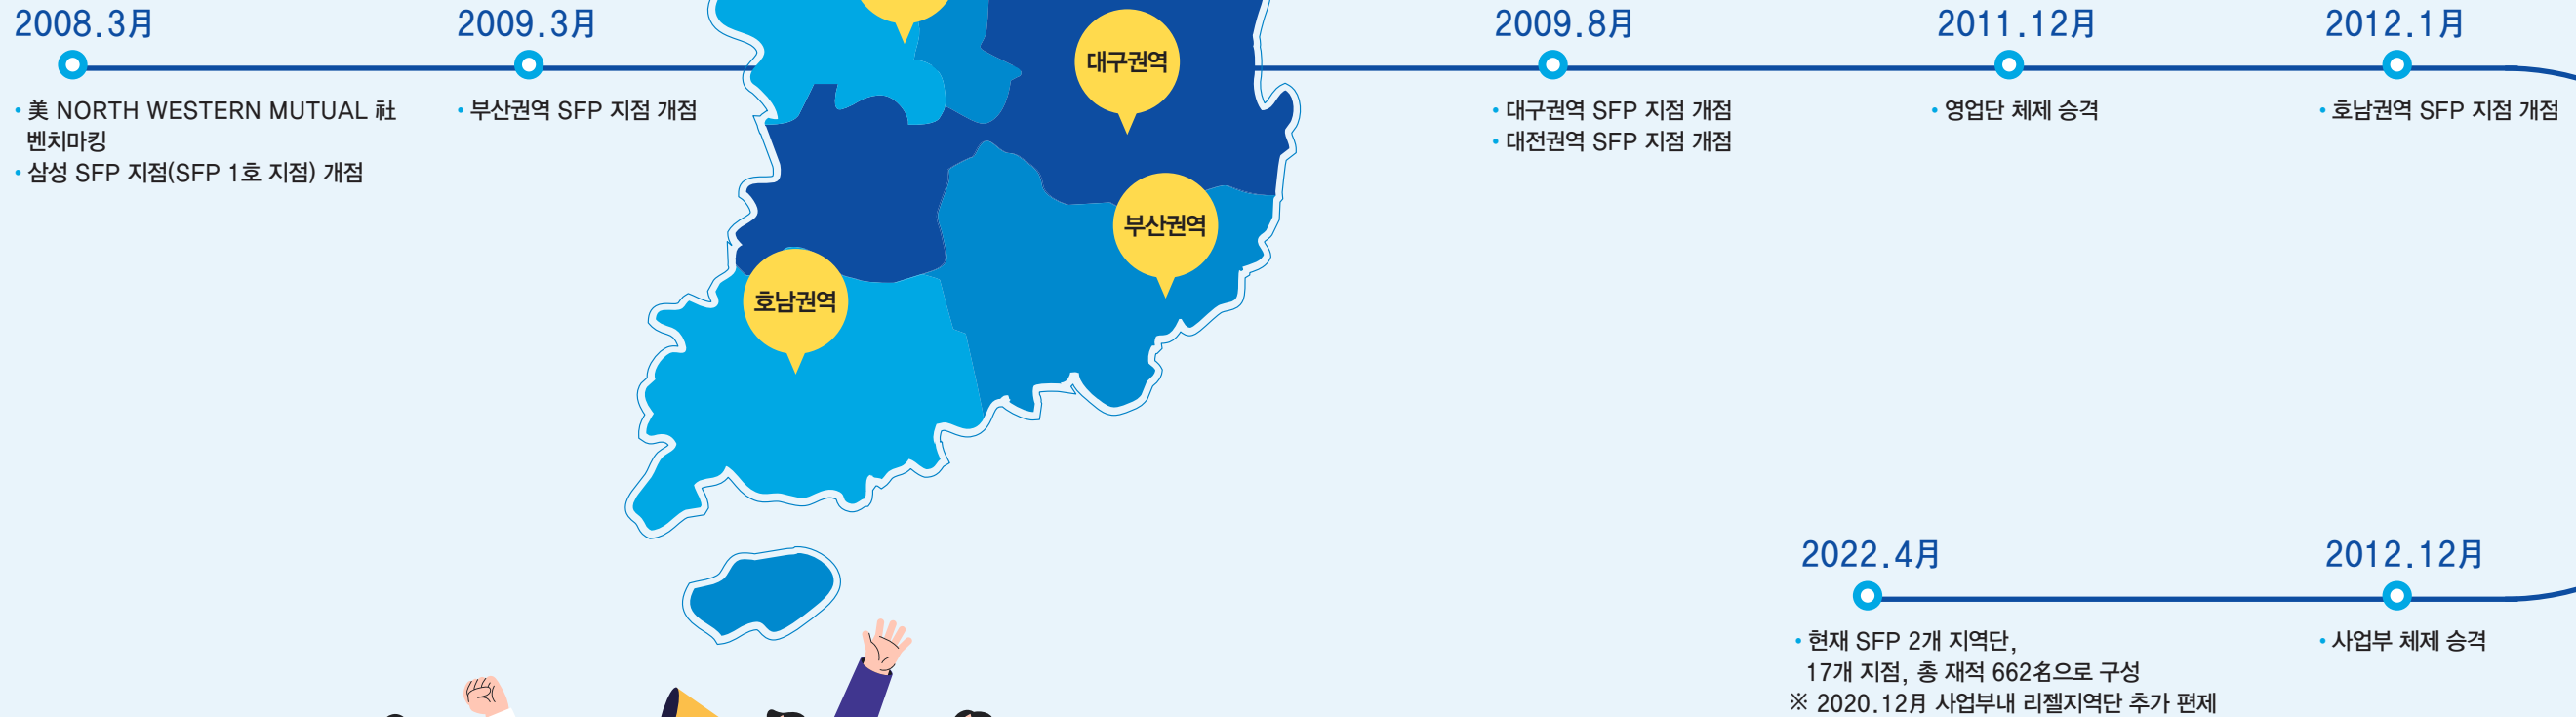 2008.3月
• 美 NORTH WESTERN MUTUAL 社
벤치마킹
• 삼성 SFP 지점(SFP 1호 지점) 개점
2009.3月
• 부산권역 SFP 지점 개점
대구권역
부산권역
호남권역
2009.8月
• 대구권역 SFP 지점 개점
• 대전권역 SFP 지점 개점
2011.12月
• 영업단 체제 승격
2012.1月
• 호남권역 SFP 지점 개점
2012.12月
• 사업부 체제 승격
2022.4月
• 현재 SFP 2개 지역단,
17개 지점, 총 재적 662名으로 구성
※ 2020.12月 사업부내 리젤지역단 추가 편제